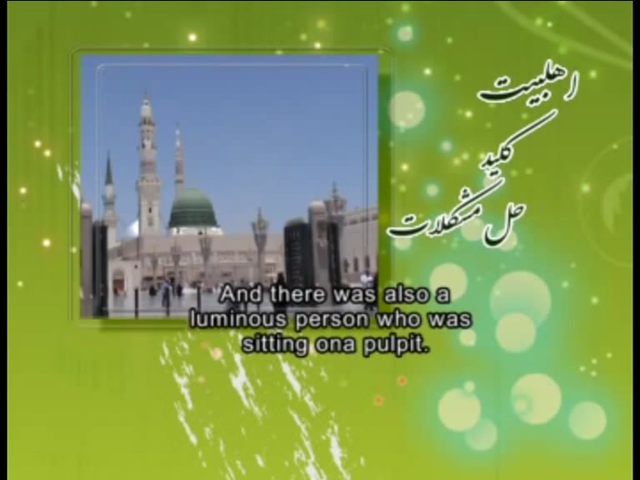 اهلبیت
کلید
حل مشکلات
And there was also a
luminous person who was
sitting ona pulpit.